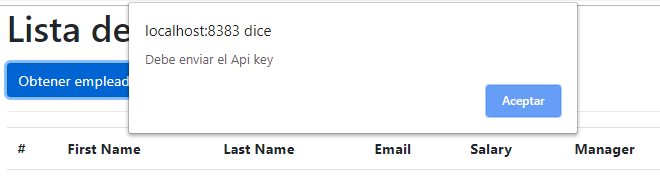 Lista de
localhost:8383 dice
Debe enviar el Api key
Obtener emplead
Aceptar
# First Name Last Name Email Salary Manager